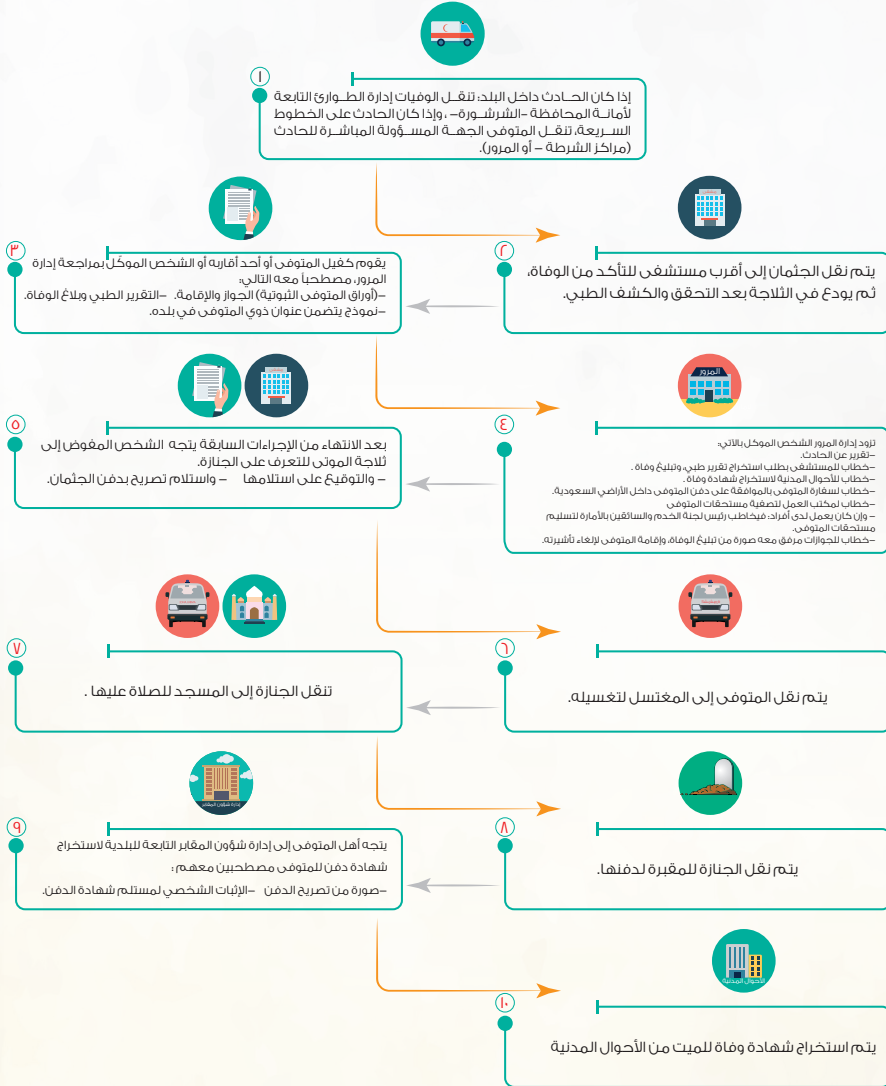 ١
إذا كان الحـــادث داخل البلد: تنقـــل الوفيات إدارة الطـــوارئ التابعة
لأمانــة المحافظة –الشرشــورة– ، وإذا كان الحادث على الخطوط
الســريعة، تنقــل المتوفى الجهــة المســؤولة المباشــرة للحادث
(مراكز الشرطة – أو المرور).
٢
يتم نقل الجثمان إلى أقرب مستشفى للتأكد من الوفاة،
ثم يودع في الثلاجة بعد التحقق والكشف الطبي.
٣
يقوم كفيل المتوفى أو أحد أقاربه أو الشخص الموكّل بمراجعة إدارة
المرور، مصطحباً معه التالي:
–(أوراق المتوفى الثبوتية) الجواز والإقامة. –التقرير الطبي وبلاغ الوفاة.
–نموذج يتضمن عنوان ذوي المتوفى في بلده.
المرور
٤
تزود إدارة المرور الشخص الموكل بالآتي:
–تقرير عن الحادث.
–خطاب للمستشفى بطلب استخراج تقرير طبي، وتبليغ وفاة .
–خطاب للأحوال المدنية لاستخراج شهادة وفاة .
–خطاب لسفارة المتوفى بالموافقة على دفن المتوفى داخل الأراضي السعودية.
–خطاب لمكتب العمل لتصفية مستحقات المتوفى
– وإن كان يعمل لدى أفراد: فيخاطب رئيس لجنة الخدم والسائقين بالأمارة لتسليم
مستحقات المتوفى.
–خطاب للجوازات مرفق معه صورة من تبليغ الوفاة، وإقامة المتوفى لإلغاء تأشيرته.
٥
بعد الانتهاء من الإجراءات السابقة يتجه الشخص المفوض إلى
ثلاجة الموتى للتعرف على الجنازة.
– والتوقيع على استلامها – واستلام تصريح بدفن الجثمان.
٦
يتم نقل المتوفى إلى المغتسل لتغسيله.
٧
تنقل الجنازة إلى المسجد للصلاة عليها .
٨
يتم نقل الجنازة للمقبرة لدفنها.
إدارة شؤون المقابر
٩
يتجه أهل المتوفى إلى إدارة شؤون المقابر التابعة للبلدية لاستخراج
شهادة دفن للمتوفى مصطحبين معهم :
–صورة من تصريح الدفن –الإثبات الشخصي لمستلم شهادة الدفن.
الأحوال المدنية
١٠
يتم استخراج شهادة وفاة للميت من الأحوال المدنية